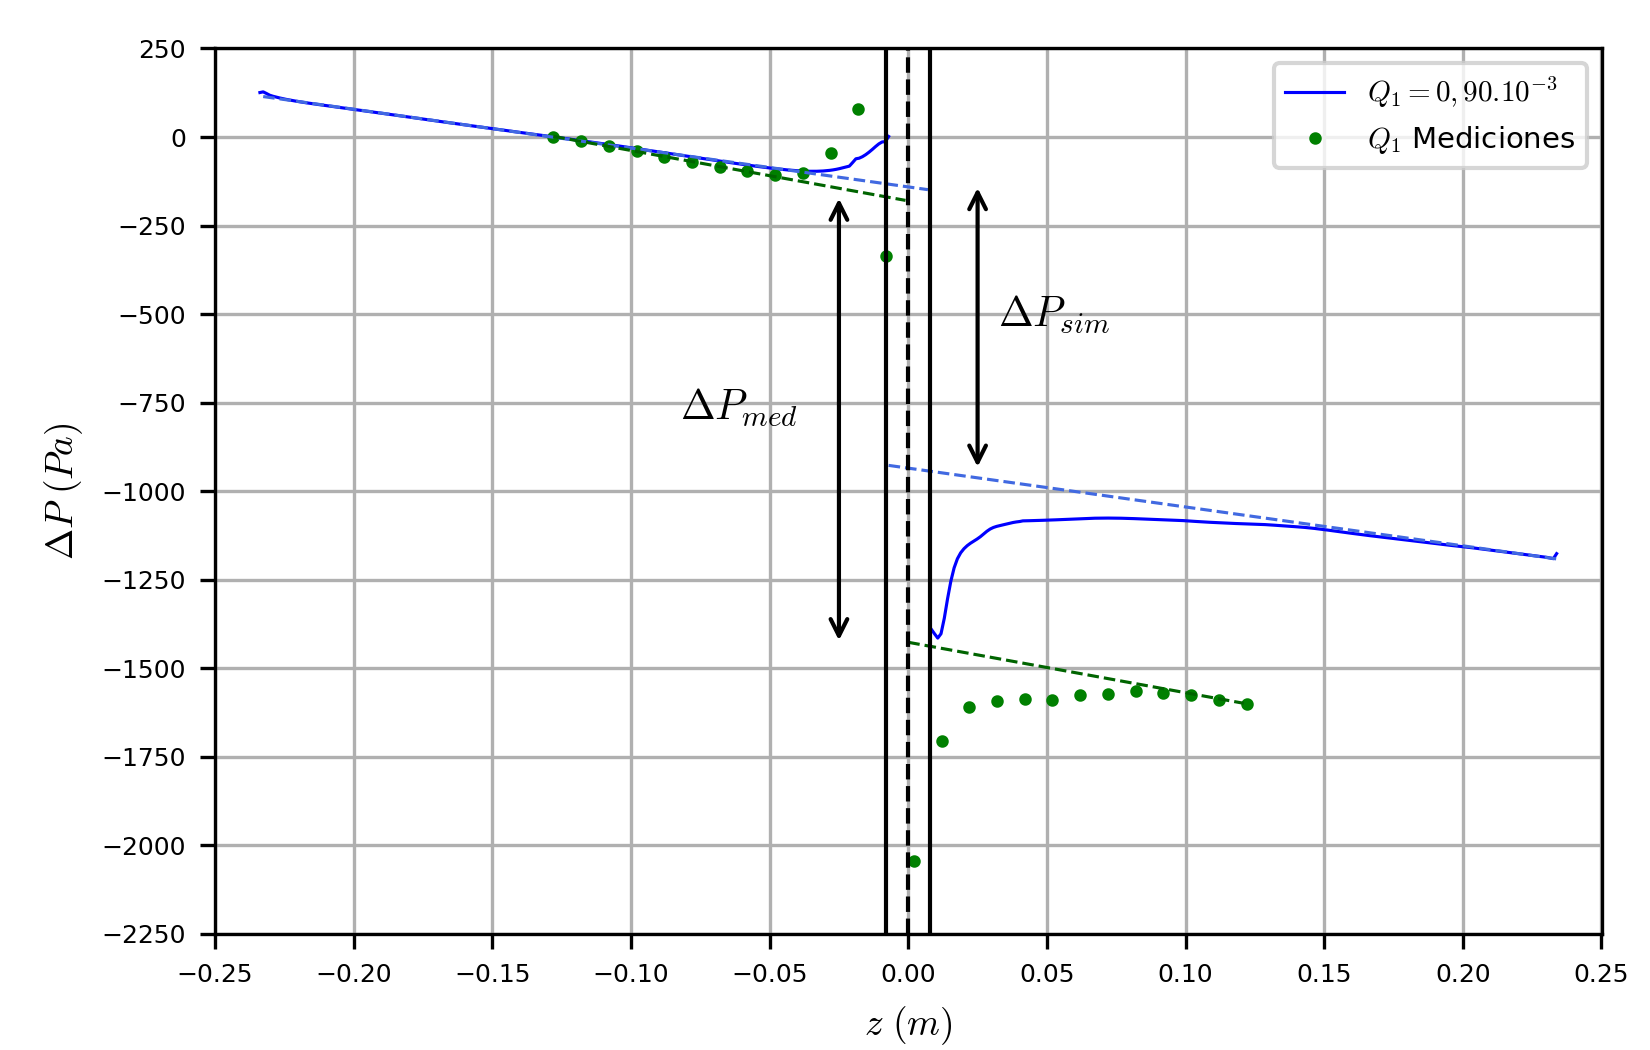 250
0
−250
−500
−750
−1000
−1250
−1500
−1750
−2000
−2250
ΔP (Pa)
Q₁ = 0, 90.10⁻³
Q₁ Mediciones
ΔP_sim
ΔP_med
−0.25 −0.20 −0.15 −0.10 −0.05 0.00 0.05 0.10 0.15 0.20 0.25
z (m)